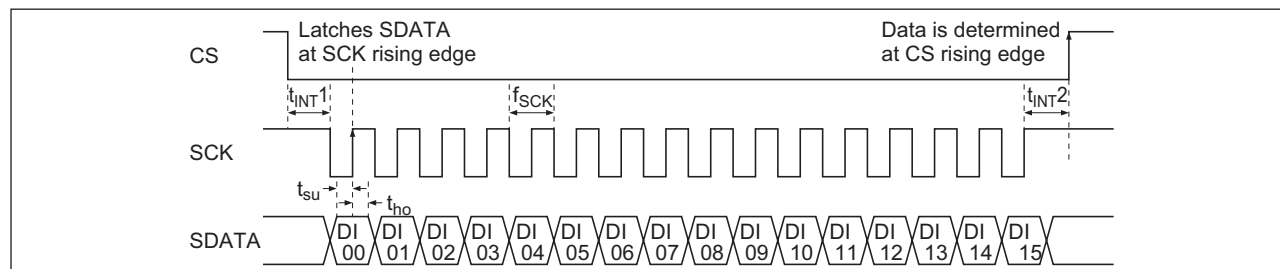 Latches SDATA
at SCK rising edge
Data is determined
at CS rising edge
CS
tINT1
fSCK
tINT2
SCK
tsu
tho
SDATA
DI 00
DI 01
DI 02
DI 03
DI 04
DI 05
DI 06
DI 07
DI 08
DI 09
DI 10
DI 11
DI 12
DI 13
DI 14
DI 15